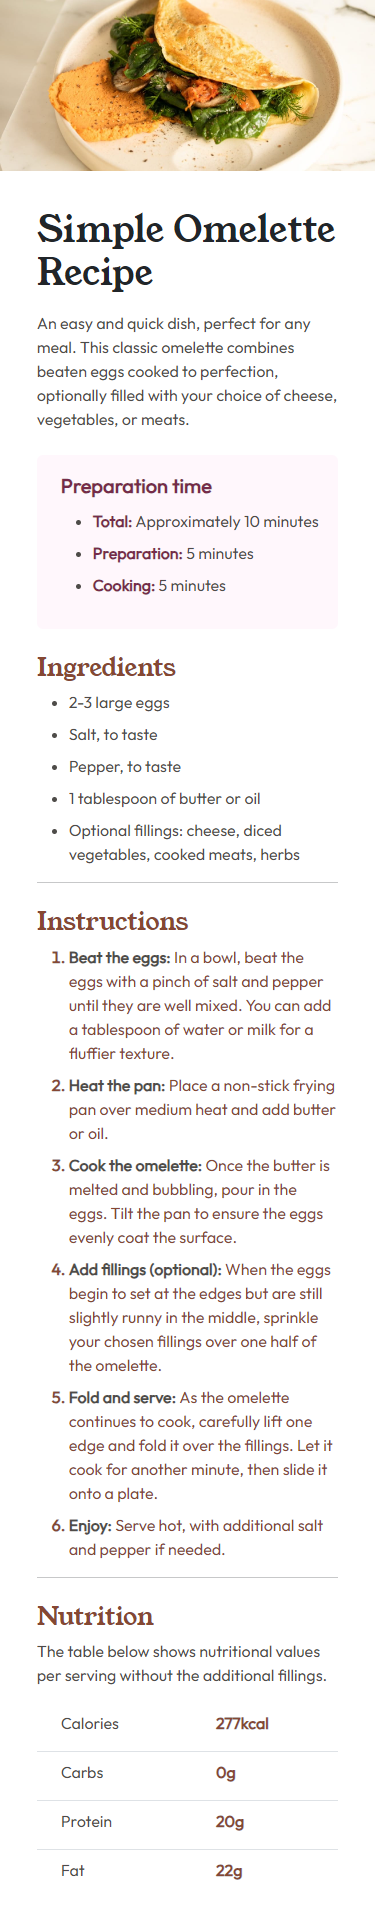 Simple Omelette
Recipe
An easy and quick dish, perfect for any
meal. This classic omelette combines
beaten eggs cooked to perfection,
optionally filled with your choice of cheese,
vegetables, or meats.
Preparation time
• Total: Approximately 10 minutes
• Preparation: 5 minutes
• Cooking: 5 minutes
Ingredients
• 2-3 large eggs
• Salt, to taste
• Pepper, to taste
• 1 tablespoon of butter or oil
• Optional fillings: cheese, diced
vegetables, cooked meats, herbs
Instructions
1. Beat the eggs: In a bowl, beat the
eggs with a pinch of salt and pepper
until they are well mixed. You can add
a tablespoon of water or milk for a
fluffier texture.
2. Heat the pan: Place a non-stick frying
pan over medium heat and add butter
or oil.
3. Cook the omelette: Once the butter is
melted and bubbling, pour in the
eggs. Tilt the pan to ensure the eggs
evenly coat the surface.
4. Add fillings (optional): When the eggs
begin to set at the edges but are still
slightly runny in the middle, sprinkle
your chosen fillings over one half of
the omelette.
5. Fold and serve: As the omelette
continues to cook, carefully lift one
edge and fold it over the fillings. Let it
cook for another minute, then slide it
onto a plate.
6. Enjoy: Serve hot, with additional salt
and pepper if needed.
Nutrition
The table below shows nutritional values
per serving without the additional fillings.
Calories 277kcal
Carbs 0g
Protein 20g
Fat 22g